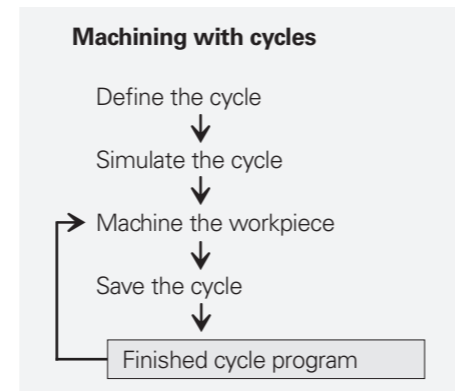 Machining with cycles
Define the cycle
Simulate the cycle
Machine the workpiece
Save the cycle
Finished cycle program